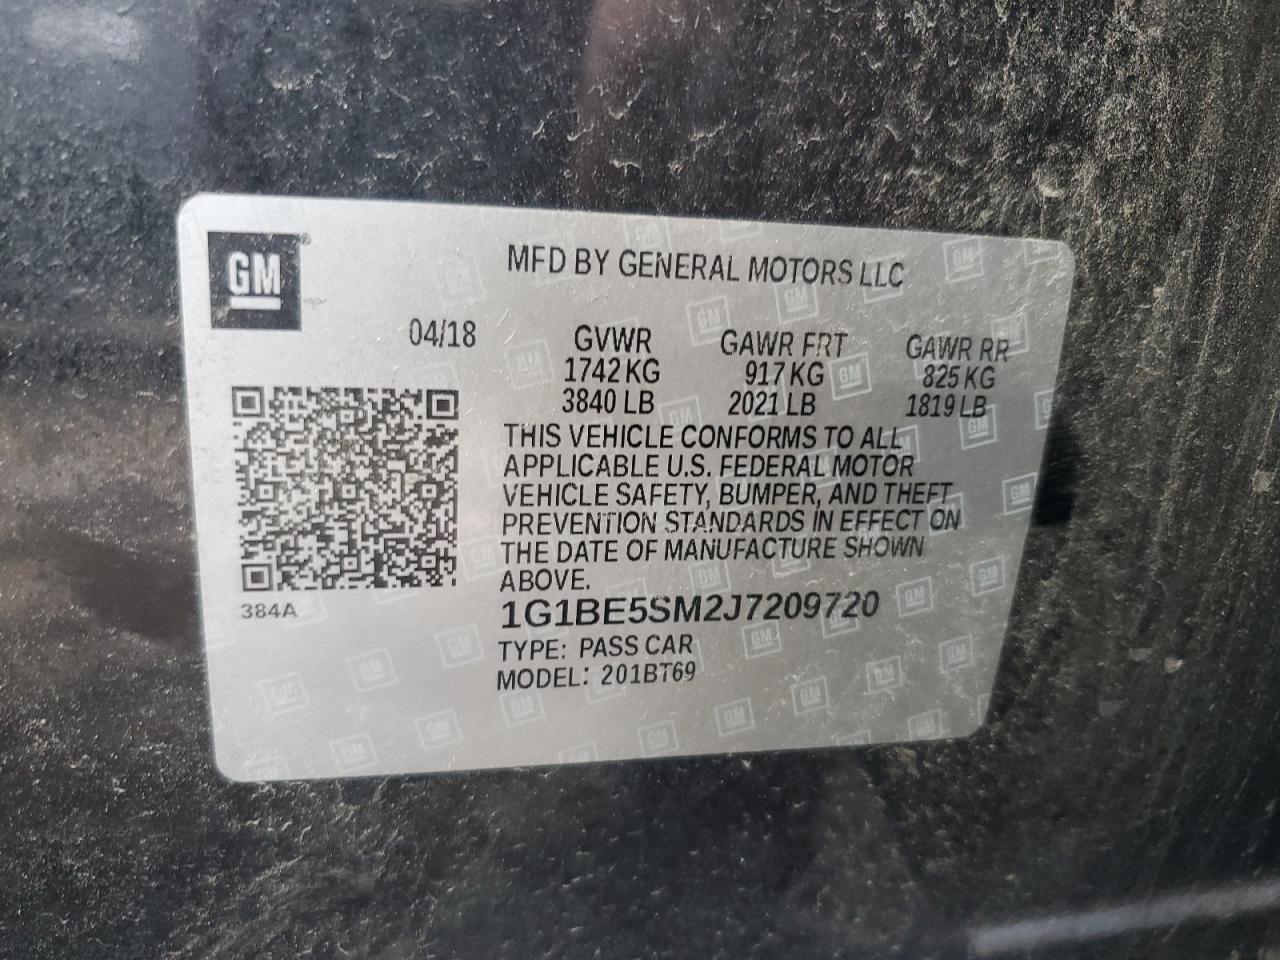 GM
MFD BY GENERAL MOTORS LLC
04/18 GVWR GAWR FRT GAWR RR
1742 KG 917 KG 825 KG
3840 LB 2021 LB 1819 LB
THIS VEHICLE CONFORMS TO ALL
APPLICABLE U.S. FEDERAL MOTOR
VEHICLE SAFETY, BUMPER, AND THEFT
PREVENTION STANDARDS IN EFFECT ON
THE DATE OF MANUFACTURE SHOWN
ABOVE.
384A
1G1BE5SM2J7209720
TYPE: PASS CAR
MODEL: 201BT69